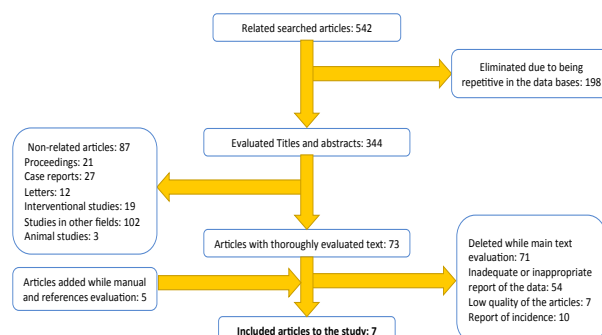 Related searched articles: 542
Eliminated due to being
repetitive in the data bases: 198
Evaluated Titles and abstracts: 344
Non-related articles: 87
Proceedings: 21
Case reports: 27
Letters: 12
Interventional studies: 19
Studies in other fields: 102
Animal studies: 3
Articles with thoroughly evaluated text: 73
Deleted while main text
evaluation: 71
Inadequate or inappropriate
report of the data: 54
Low quality of the articles: 7
Report of incidence: 10
Articles added while manual
and references evaluation: 5
Included articles to the study: 7